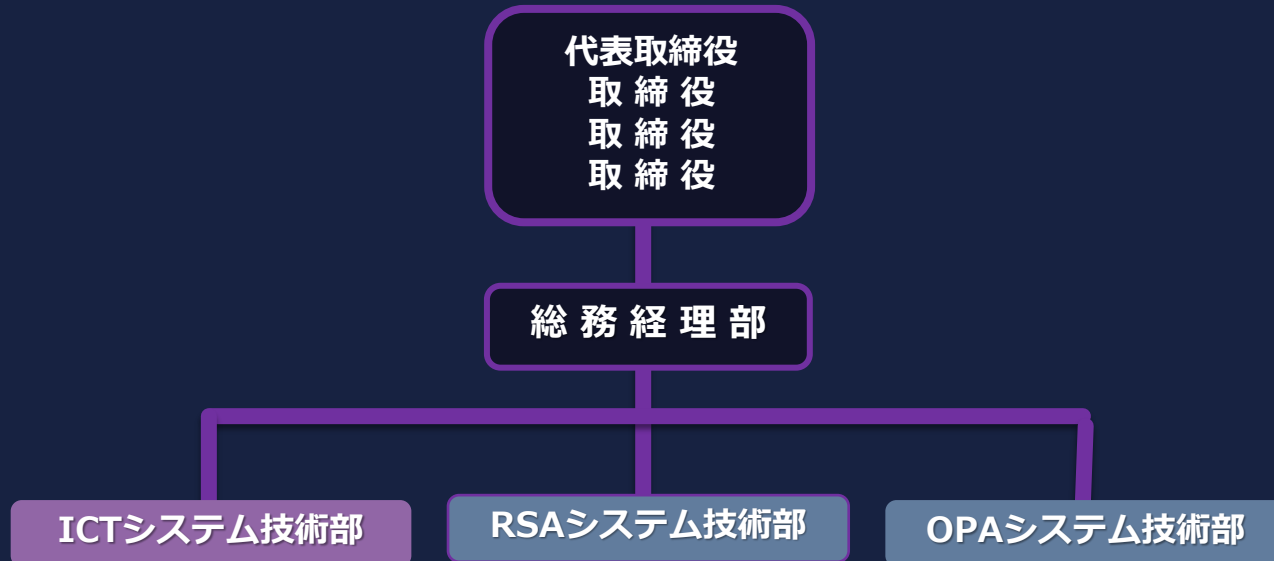 代表取締役
取 締 役
取 締 役
取 締 役
総 務 経 理 部
ICTシステム技術部
RSAシステム技術部
OPAシステム技術部